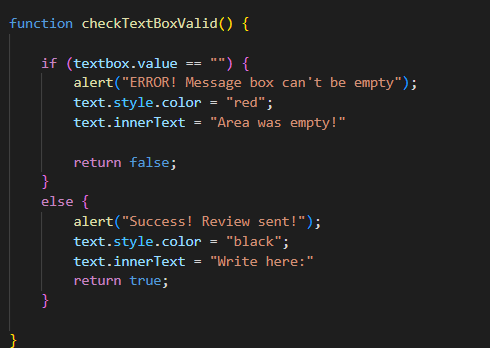 function checkTextBoxValid() {
if (textbox.value == "") {
alert("ERROR! Message box can't be empty");
text.style.color = "red";
text.innerText = "Area was empty!"
return false;
}
else {
alert("Success! Review sent!");
text.style.color = "black";
text.innerText = "Write here:"
return true;
}
}